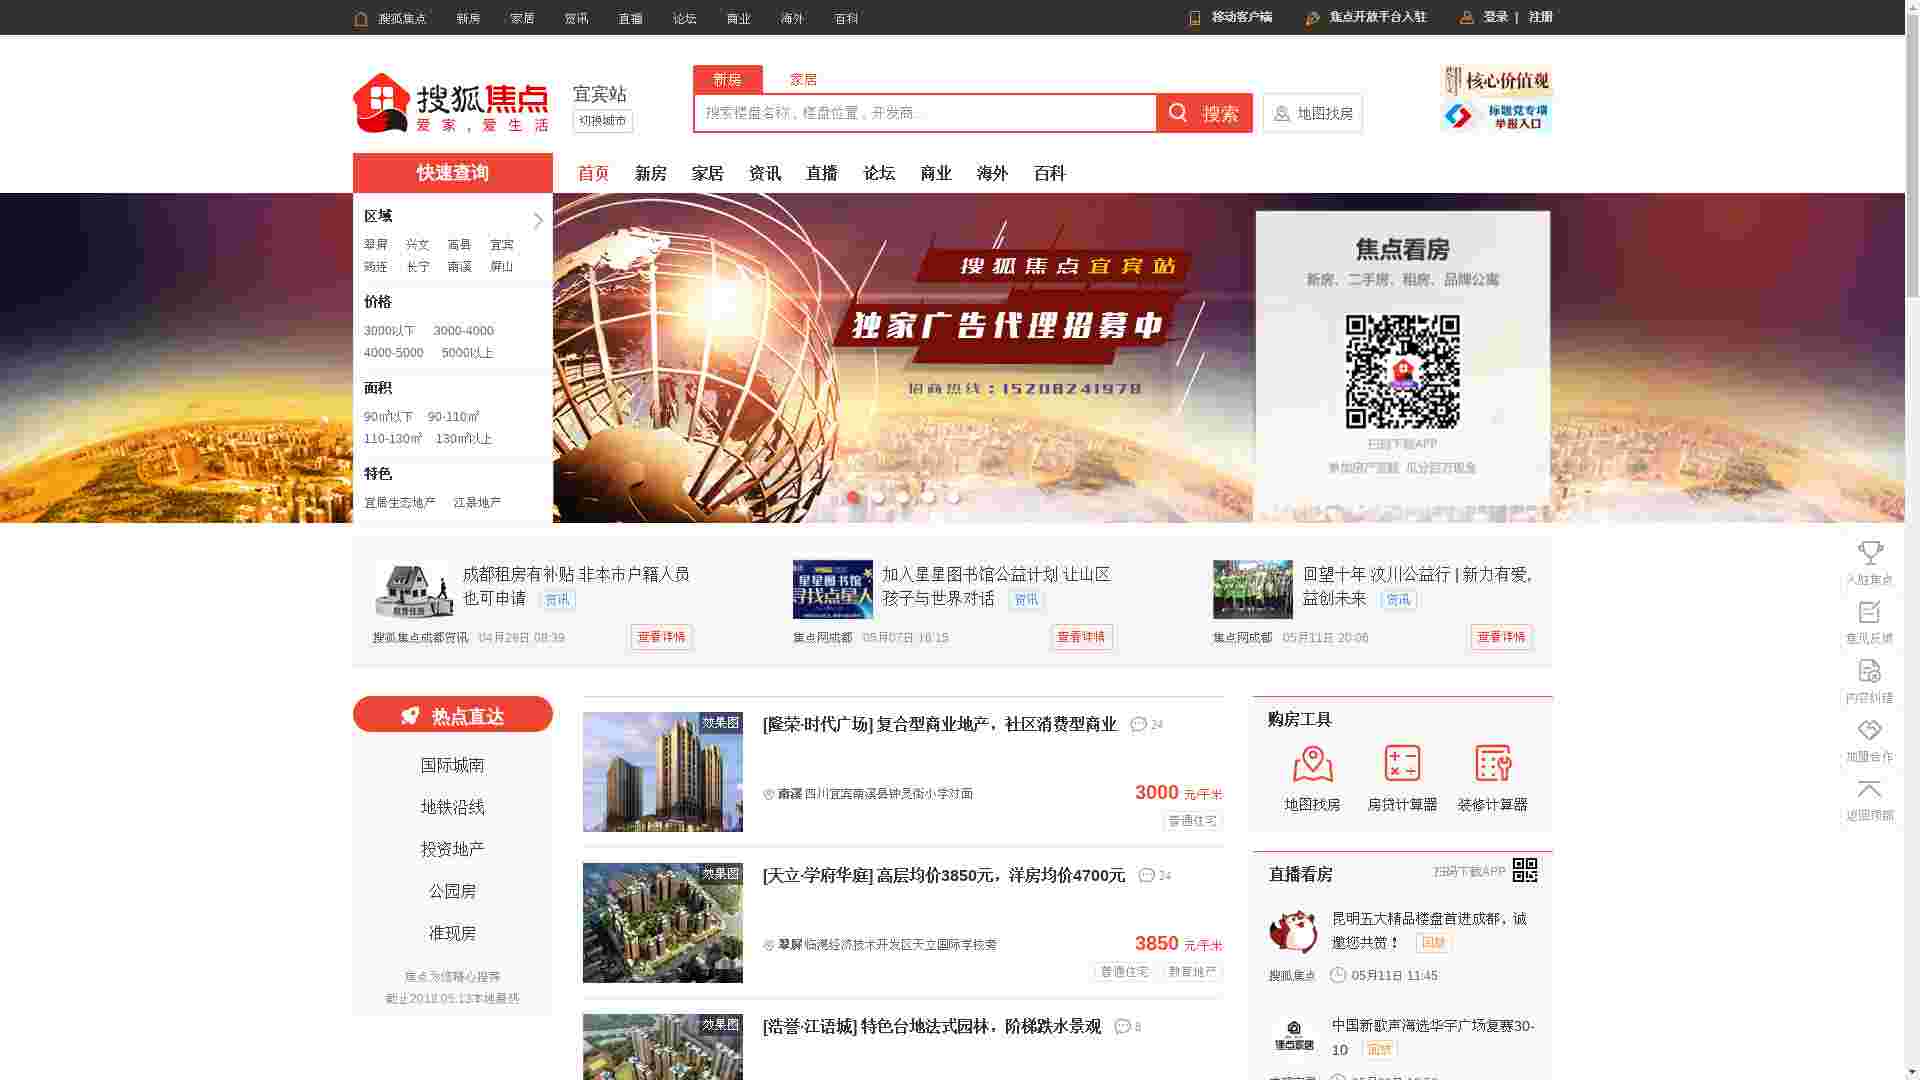 搜狐焦点 新房 家居 资讯 直播 论坛 商业 海外 百科 移动客户端 焦点开放平台入驻 登录 | 注册
搜狐焦点
爱家,爱生活
宜宾站
切换城市
新房 家居
搜索楼盘名称,楼盘位置,开发商...
搜索
地图找房
核心价值观
标题党专项
举报入口
快速查询
首页 新房 家居 资讯 直播 论坛 商业 海外 百科
区域
翠屏 兴文 高县 宜宾
筠连 长宁 南溪 屏山
价格
3000以下 3000-4000
4000-5000 5000以上
面积
90㎡以下 90-110㎡
110-130㎡ 130㎡以上
特色
宜居生态地产 江景地产
搜狐焦点宜宾站
独家广告代理招募中
招商热线:15208241978
焦点看房
新房、二手房、租房、品牌公寓
扫码下载APP
成都租房有补贴 非本市户籍人员
也可申请 资讯
搜狐焦点成都资讯 04月28日 08:39 查看详情
星星图书馆
寻找点星人
加入星星图书馆公益计划 让山区
孩子与世界对话 资讯
焦点网成都 05月07日 16:15 查看详情
回望十年 汶川公益行 | 新力有爱,
益创未来 资讯
焦点网成都 05月11日 20:06 查看详情
入驻焦点
意见反馈
内容纠错
加盟合作
返回顶部
热点直达
国际城南
地铁沿线
投资地产
公园房
准现房
焦点为您精心推荐
截止2018.05.13本地最热
效果图
[隆荣·时代广场] 复合型商业地产,社区消费型商业 24
南溪 四川宜宾南溪县钟灵街小学对面
3000 元/平米
普通住宅
效果图
[天立·学府华庭] 高层均价3850元,洋房均价4700元 24
翠屏 临港经济技术开发区天立国际学校旁
3850 元/平米
普通住宅 教育地产
效果图
[浩誉·江语城] 特色台地法式园林,阶梯跌水景观 8
购房工具
地图找房 房贷计算器 装修计算器
直播看房 扫码下载APP
昆明五大精品楼盘首进成都,诚
邀您共赏! 回放
搜狐焦点 05月11日 11:45
焦点家居
中国新歌声海选华宇广场复赛30-
10 回放